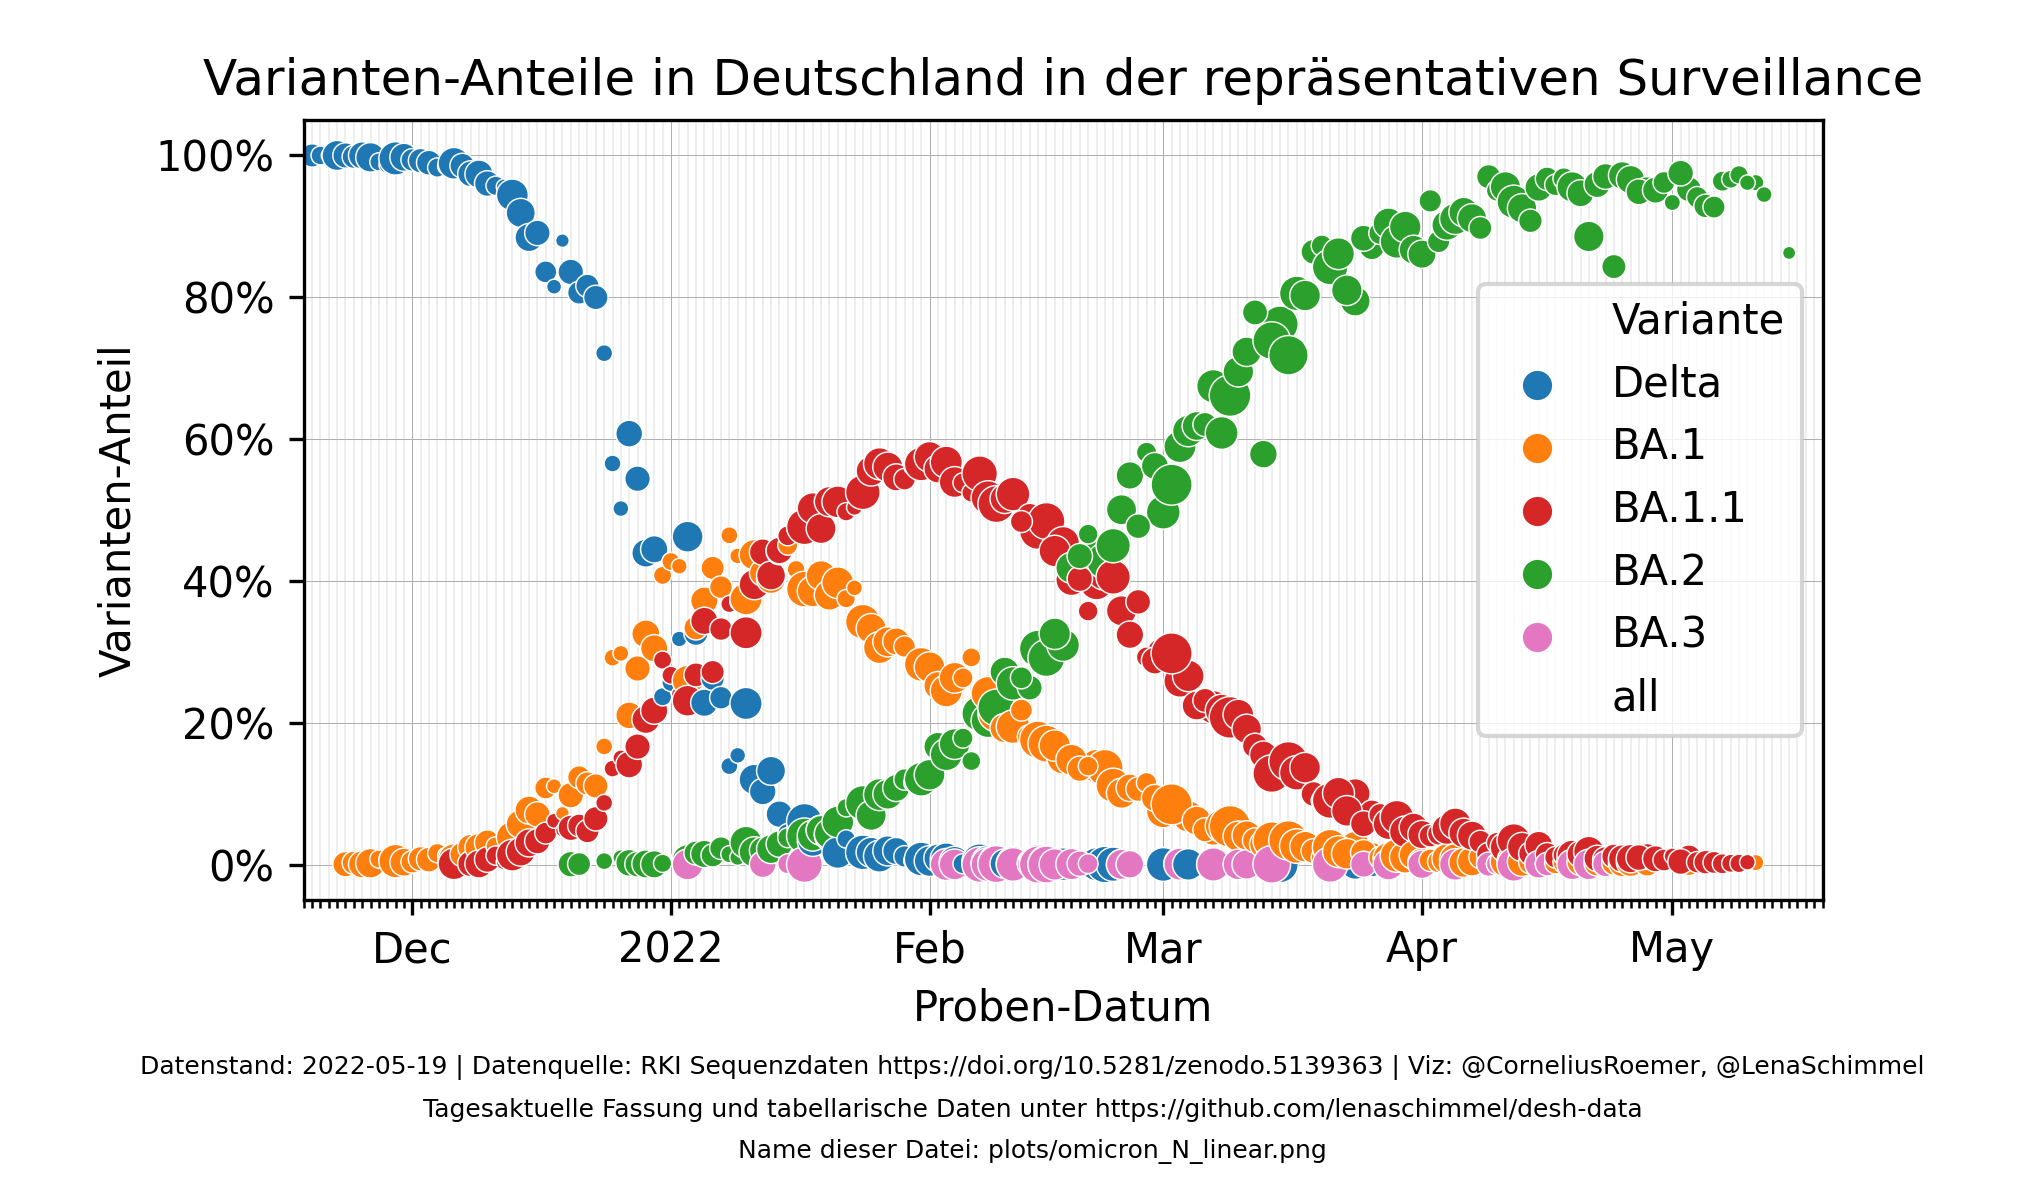 Varianten-Anteile in Deutschland in der repräsentativen Surveillance
100%
80%
60%
40%
20%
0%
Varianten-Anteil
Variante
Delta
BA.1
BA.1.1
BA.2
BA.3
all
Dec 2022 Feb Mar Apr May
Proben-Datum
Datenstand: 2022-05-19 | Datenquelle: RKI Sequenzdaten https://doi.org/10.5281/zenodo.5139363 | Viz: @CorneliusRoemer, @LenaSchimmel
Tagesaktuelle Fassung und tabellarische Daten unter https://github.com/lenaschimmel/desh-data
Name dieser Datei: plots/omicron_N_linear.png